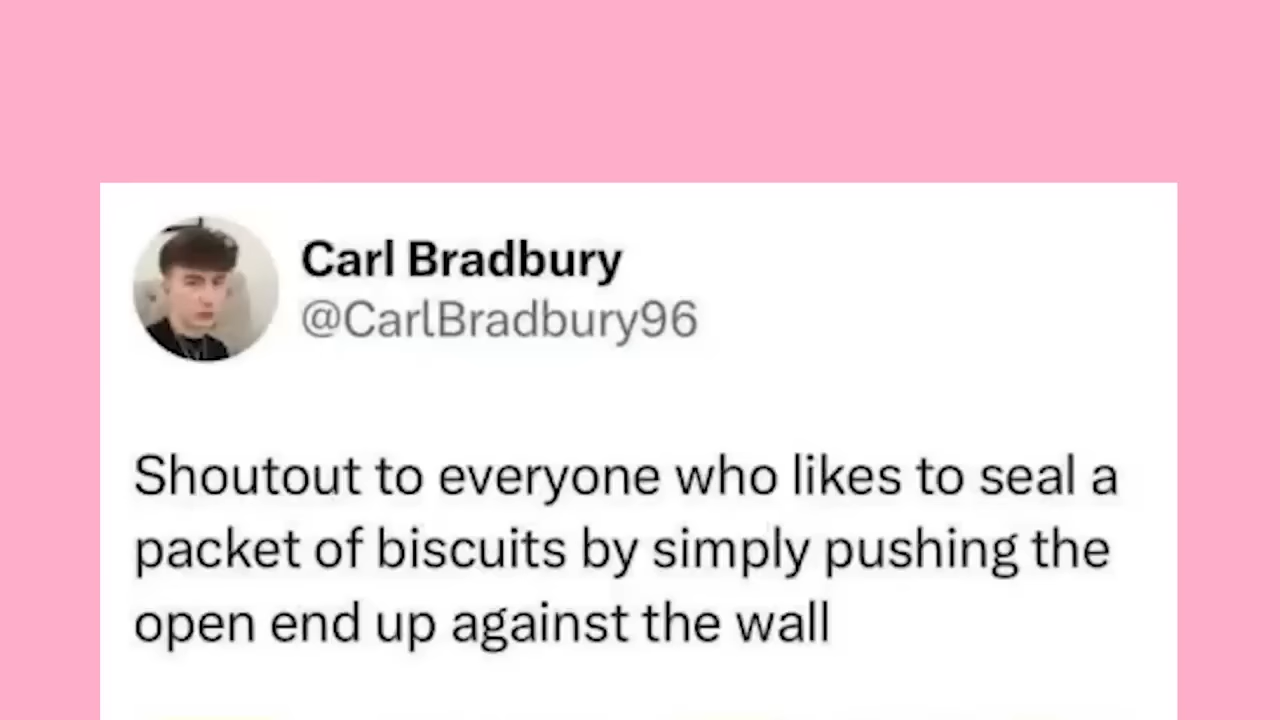 Carl Bradbury
@CarlBradbury96
Shoutout to everyone who likes to seal a
packet of biscuits by simply pushing the
open end up against the wall